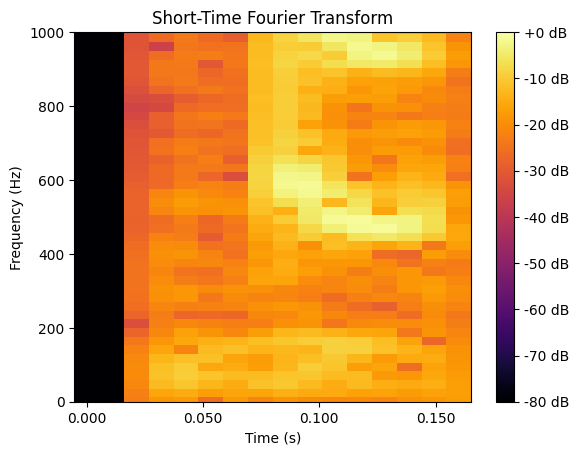 Short-Time Fourier Transform
1000
800
600
400
200
0
Frequency (Hz)
0.000
0.050
0.100
0.150
Time (s)
+0 dB
-10 dB
-20 dB
-30 dB
-40 dB
-50 dB
-60 dB
-70 dB
-80 dB